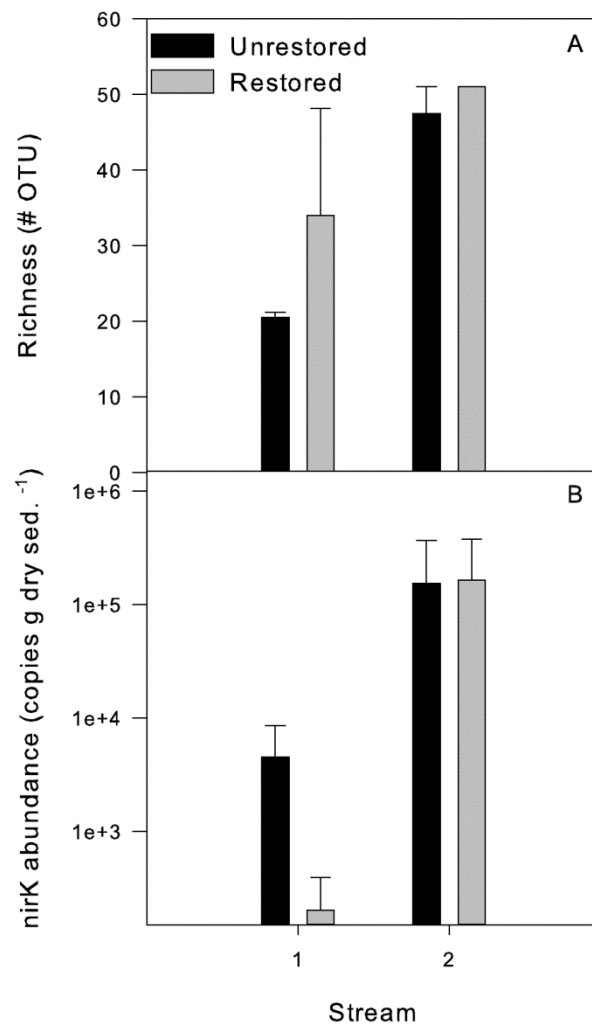 60
50
40
30
20
10
0
Richness (# OTU)
Unrestored
Restored
A
1e+6
1e+5
1e+4
1e+3
nirK abundance (copies g dry sed. ⁻¹)
B
1
2
Stream